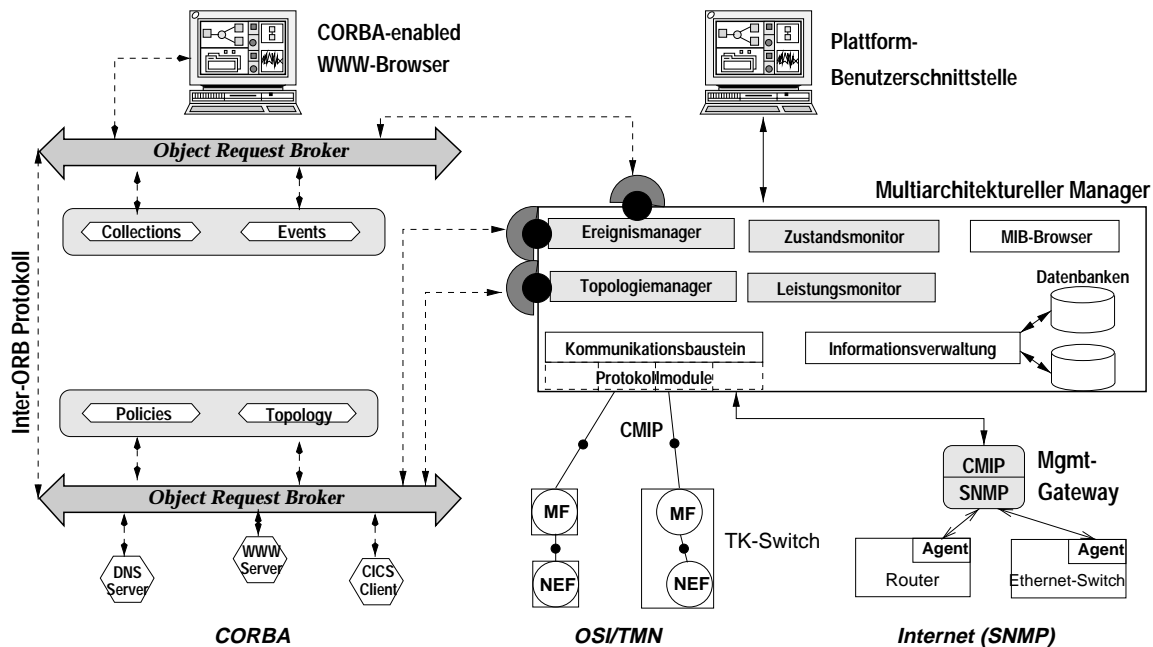 CORBA-enabled
WWW-Browser
Plattform-
Benutzerschnittstelle
Object Request Broker
Multiarchitektureller Manager
Collections
Events
Ereignismanager
Zustandsmonitor
MIB-Browser
Topologiemanager
Leistungsmonitor
Datenbanken
Inter-ORB Protokoll
Kommunikationsbaustein
Informationsverwaltung
Protokollmodule
Policies
Topology
CMIP
CMIP
SNMP
Mgmt-
Gateway
Object Request Broker
MF
MF
TK-Switch
NEF
NEF
Agent
Router
Agent
Ethernet-Switch
DNS
Server
WWW
Server
CICS
Client
CORBA
OSI/TMN
Internet (SNMP)